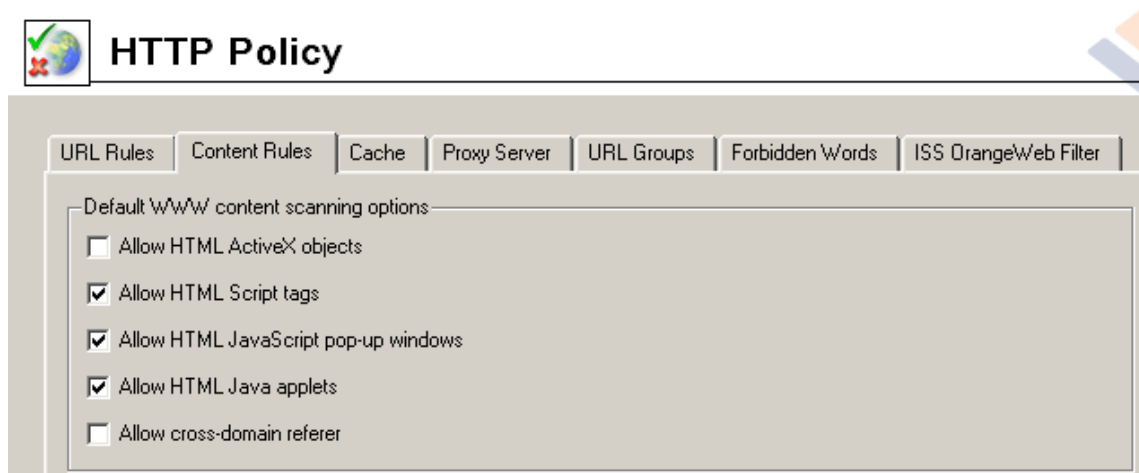 HTTP Policy
URL Rules Content Rules Cache Proxy Server URL Groups Forbidden Words ISS OrangeWeb Filter
Default WWW content scanning options
Allow HTML ActiveX objects
Allow HTML Script tags
Allow HTML JavaScript pop-up windows
Allow HTML Java applets
Allow cross-domain referer